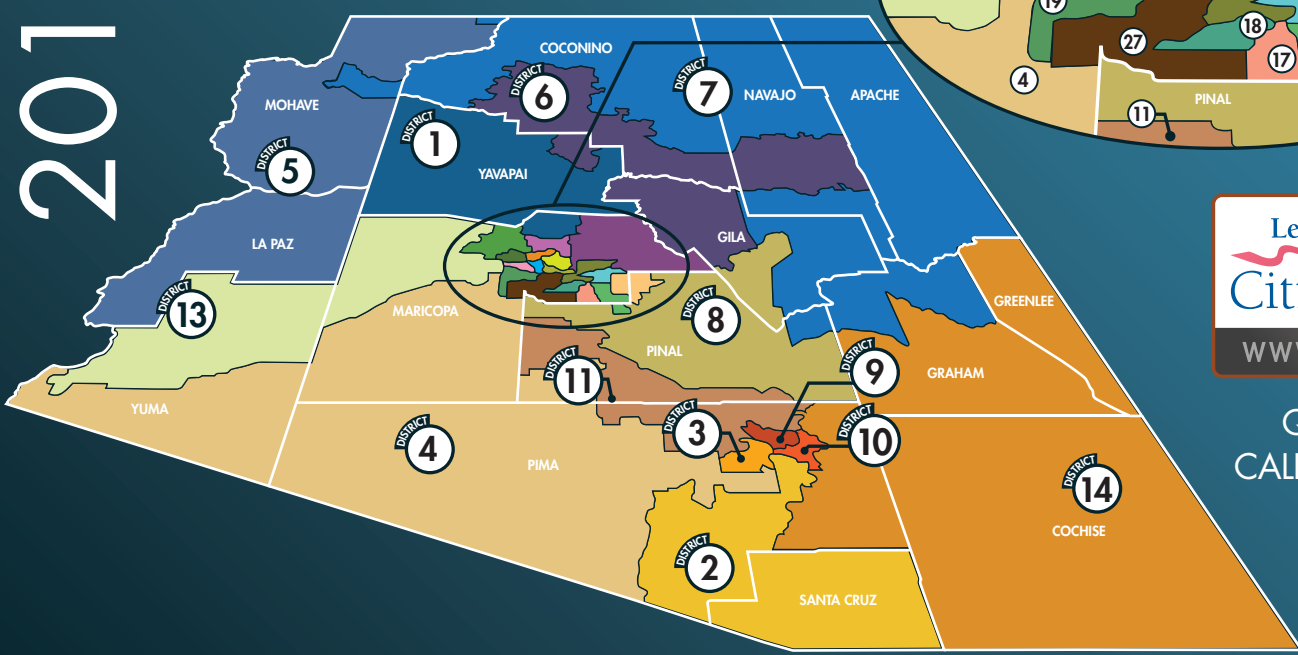 201
COCONINO
MOHAVE
NAVAJO
APACHE
YAVAPAI
LA PAZ
GILA
MARICOPA
PINAL
GREENLEE
GRAHAM
YUMA
PIMA
COCHISE
SANTA CRUZ
DISTRICT 6
DISTRICT 7
DISTRICT 1
DISTRICT 5
DISTRICT 13
DISTRICT 8
DISTRICT 11
DISTRICT 9
DISTRICT 3
DISTRICT 10
DISTRICT 4
DISTRICT 14
DISTRICT 2
19
18
27
17
4
PINAL
11
Le
Cit
WW
CAL